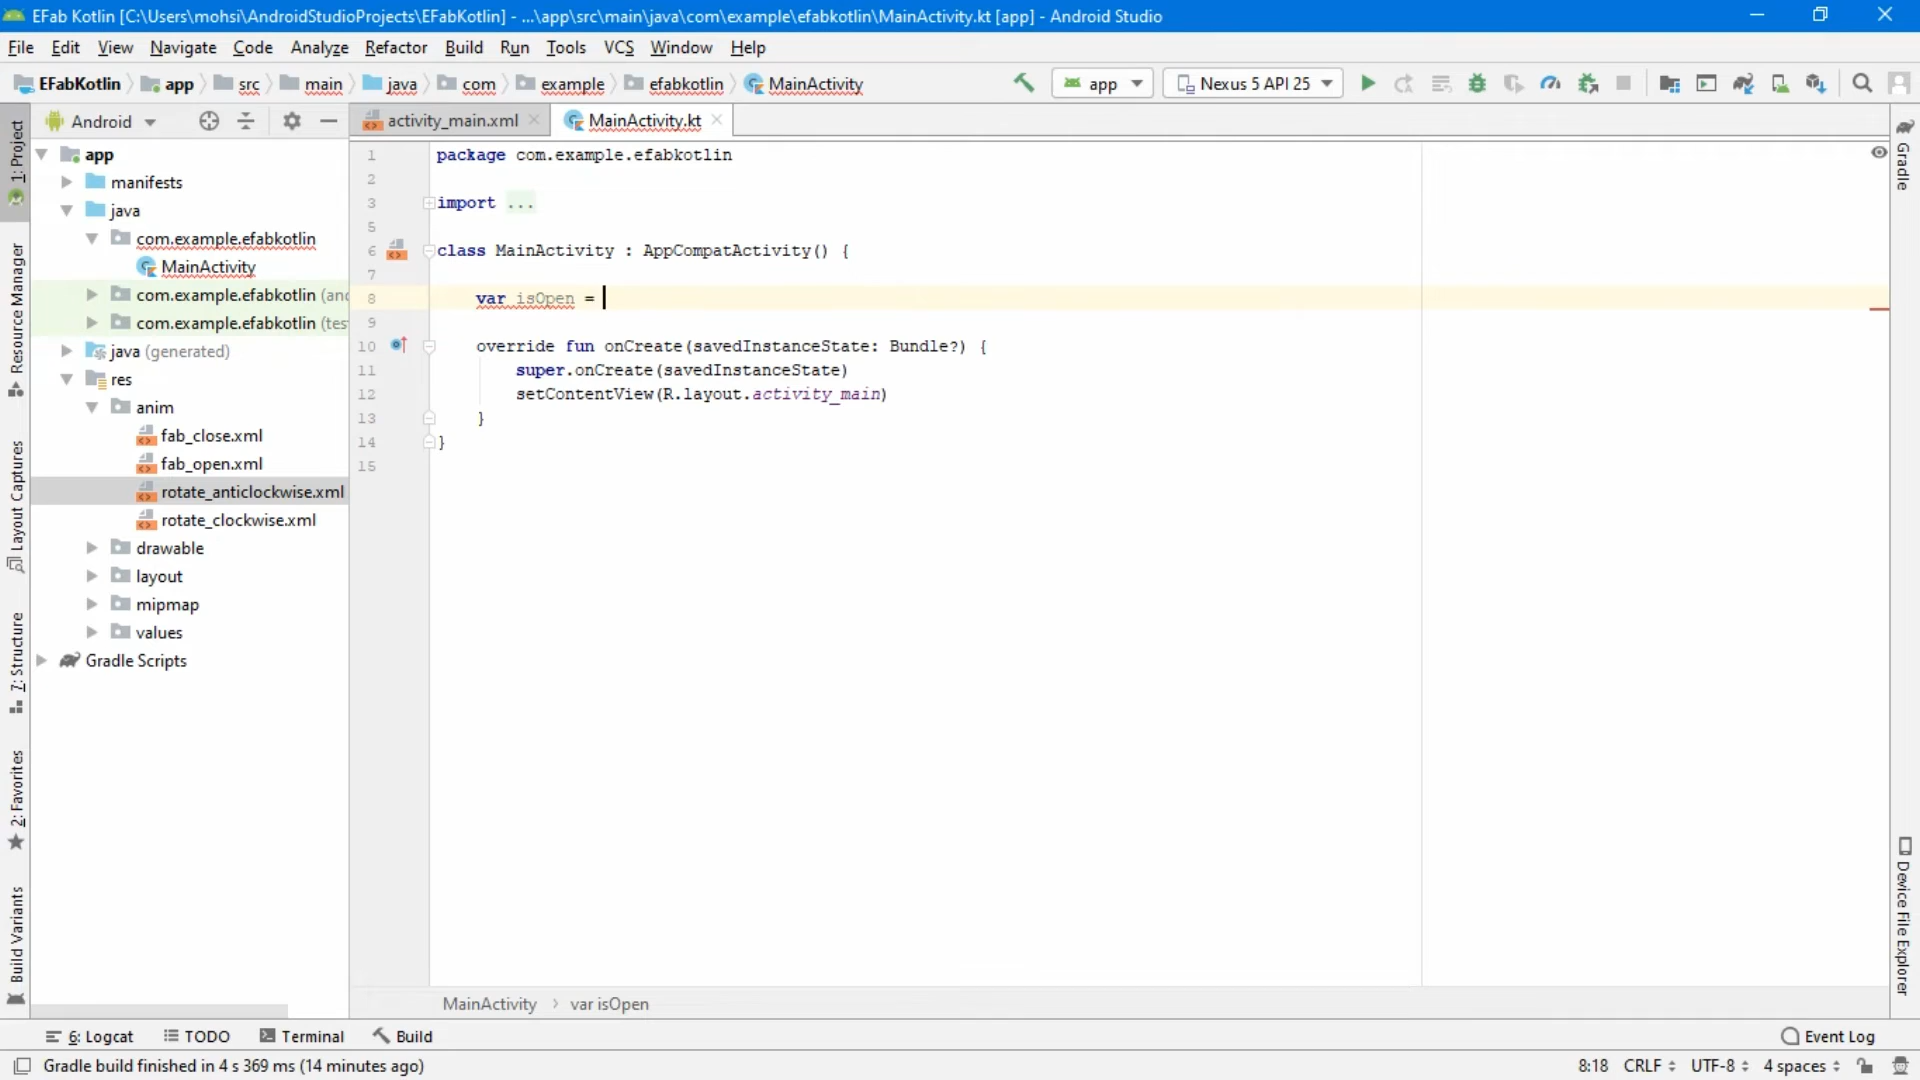 EFab Kotlin [C:\Users\mohsi\AndroidStudioProjects\EFabKotlin] - ...\app\src\main\java\com\example\efabkotlin\MainActivity.kt [app] - Android Studio
File Edit View Navigate Code Analyze Refactor Build Run Tools VCS Window Help
EFabKotlin app src main java com example efabkotlin MainActivity app Nexus 5 API 25
Android activity_main.xml MainActivity.kt
1: Project
Resource Manager
Layout Captures
7: Structure
2: Favorites
Build Variants
app
manifests
java
com.example.efabkotlin
MainActivity
com.example.efabkotlin (and
com.example.efabkotlin (tes
java (generated)
res
anim
fab_close.xml
fab_open.xml
rotate_anticlockwise.xml
rotate_clockwise.xml
drawable
layout
mipmap
values
Gradle Scripts
1 package com.example.efabkotlin
2
3 import ...
5
6 class MainActivity : AppCompatActivity() {
7
8 var isOpen =
9
10 override fun onCreate(savedInstanceState: Bundle?) {
11 super.onCreate(savedInstanceState)
12 setContentView(R.layout.activity_main)
13 }
14 }
15
Gradle
Device File Explorer
MainActivity > var isOpen
6: Logcat TODO Terminal Build Event Log
Gradle build finished in 4 s 369 ms (14 minutes ago) 8:18 CRLF UTF-8 4 spaces